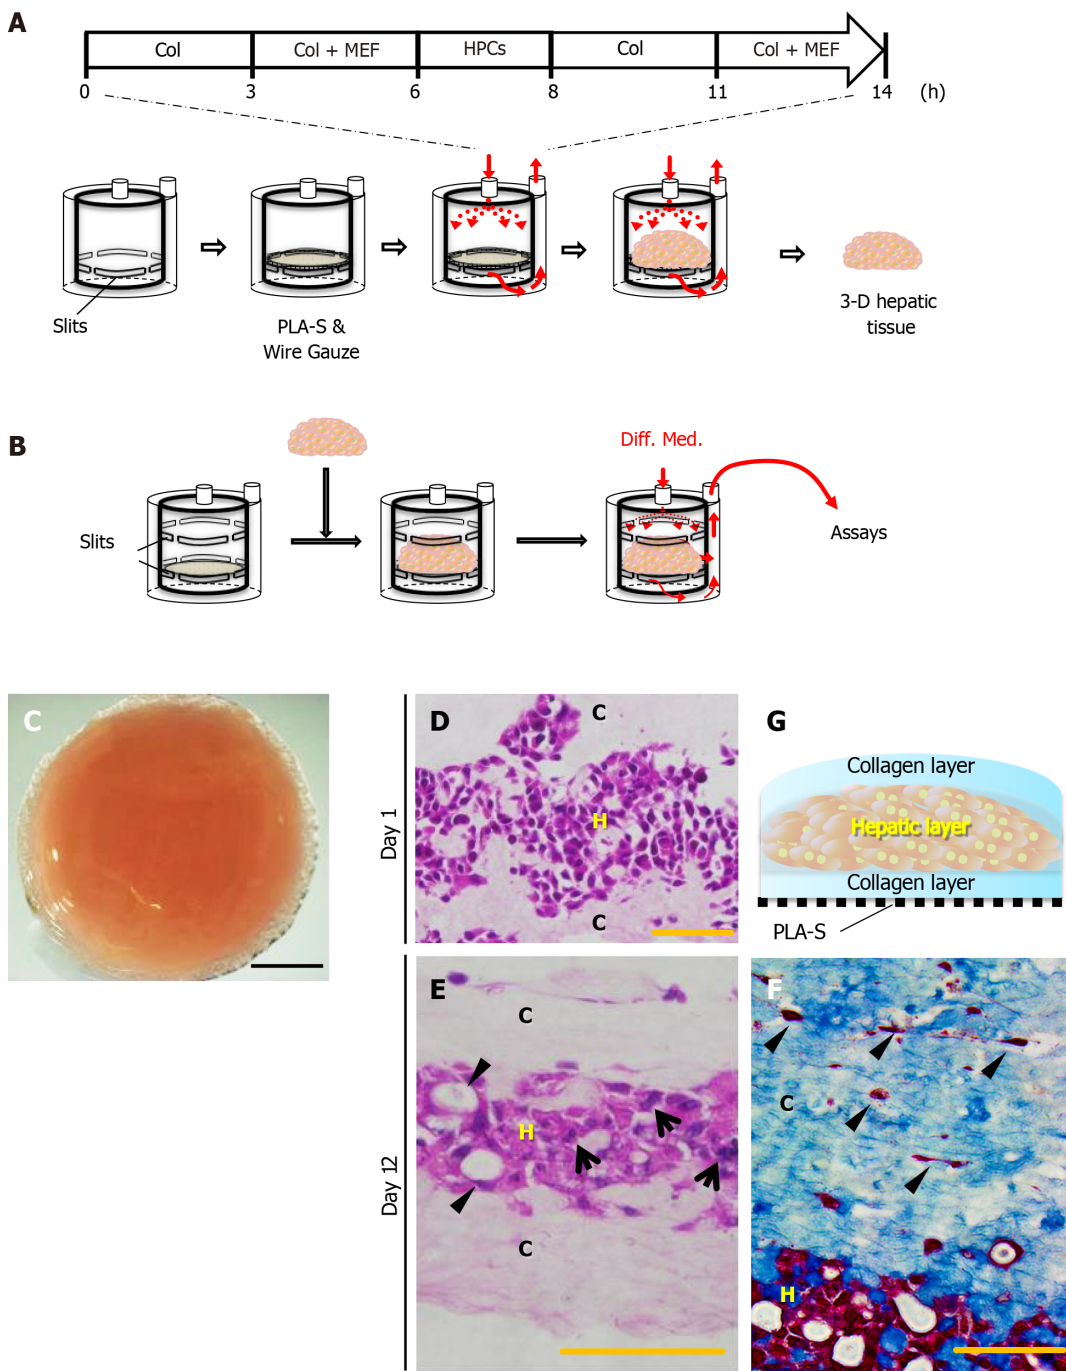 A
Col
Col + MEF
HPCs
Col
Col + MEF
0
3
6
8
11
14
(h)
Slits
PLA-S &
Wire Gauze
3-D hepatic
tissue
B
Diff. Med.
Slits
Assays
C
Day 1
D
C
H
C
G
Collagen layer
Hepatic layer
Collagen layer
PLA-S
Day 12
E
C
H
C
F
C
H